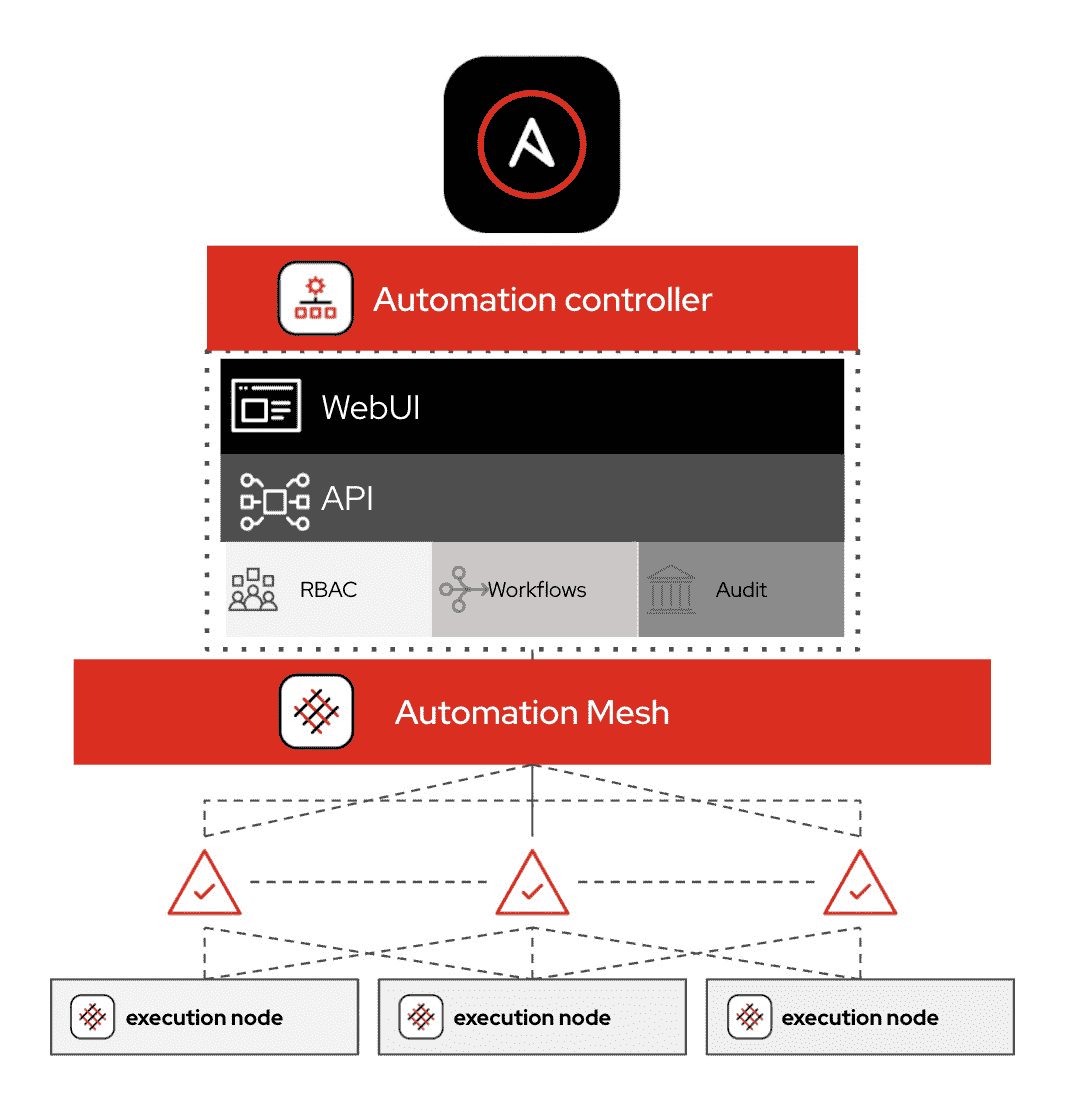 Automation controller
WebUI
API
RBAC
Workflows
Audit
Automation Mesh
execution node
execution node
execution node